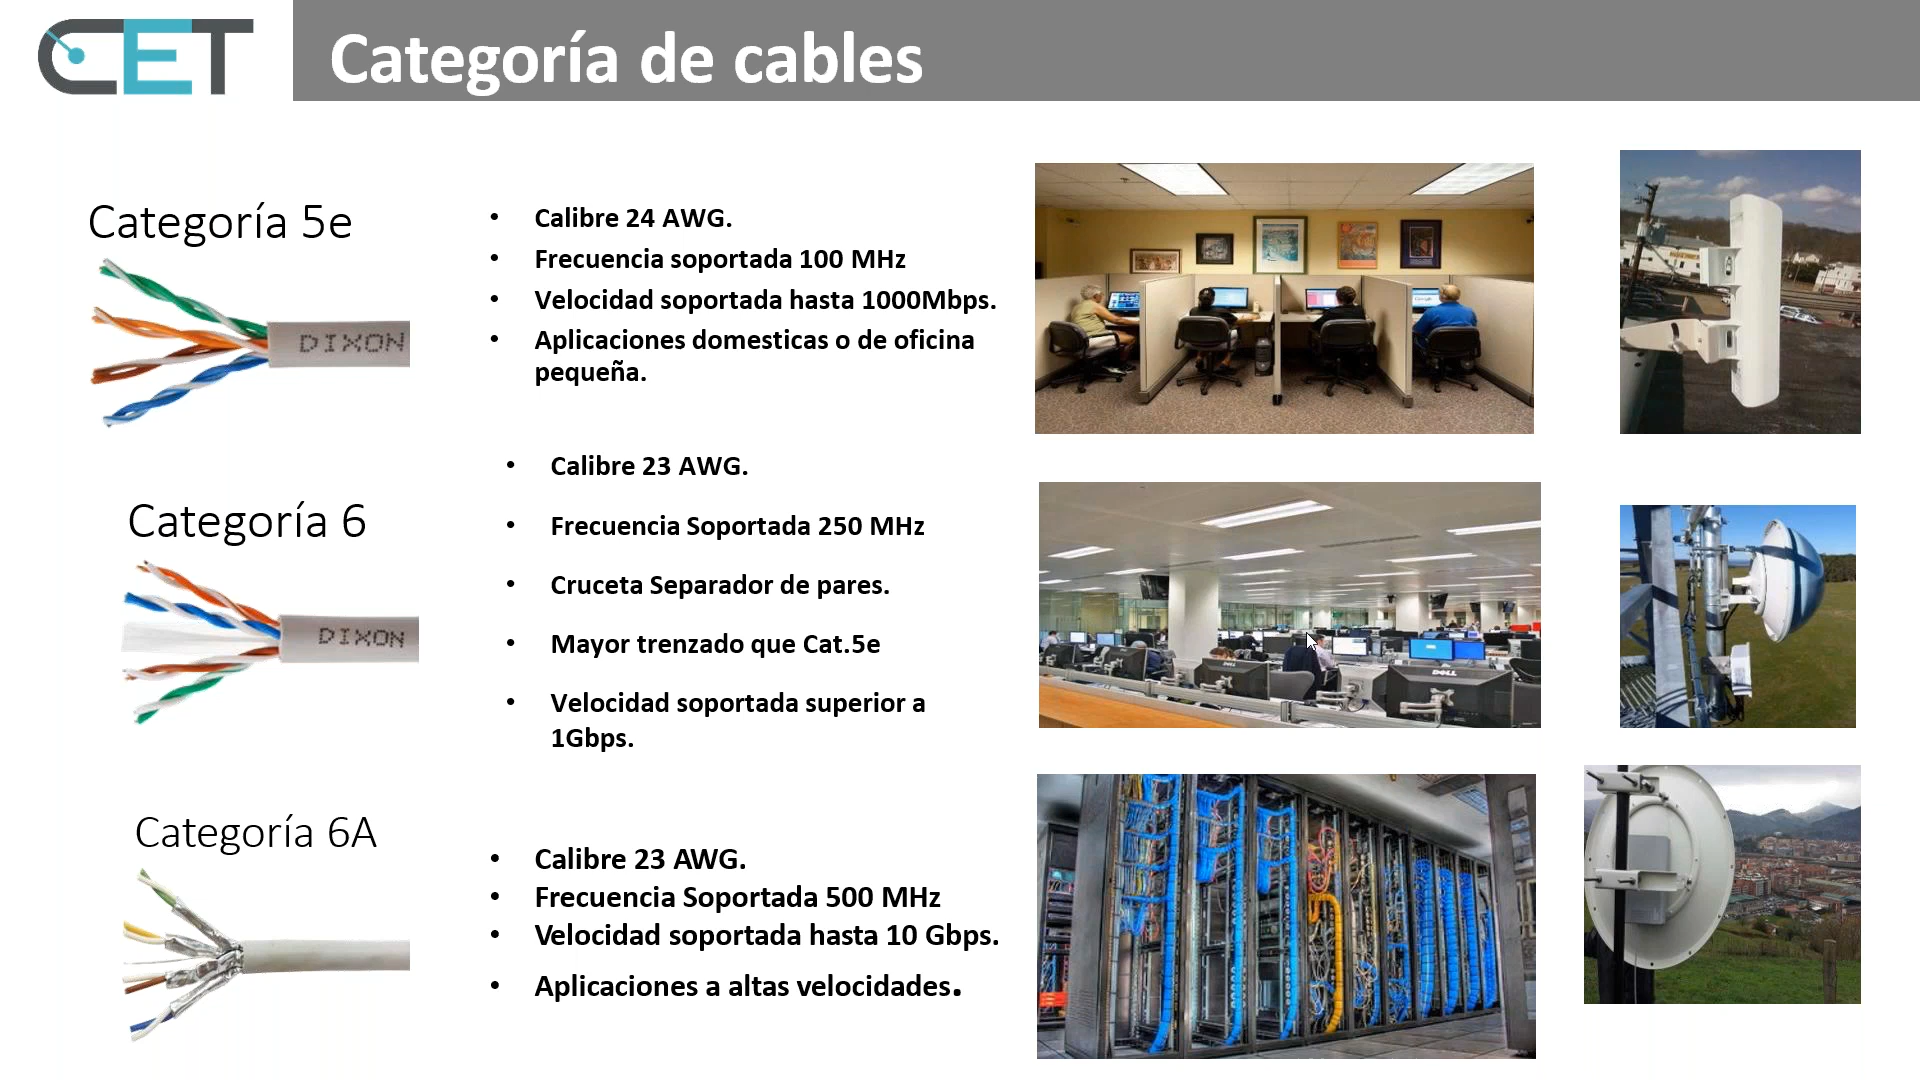 CET
Categoría de cables
Categoría 5e
DIXON
• Calibre 24 AWG.
• Frecuencia soportada 100 MHz
• Velocidad soportada hasta 1000Mbps.
• Aplicaciones domesticas o de oficina
pequeña.
Categoría 6
DIXON
• Calibre 23 AWG.
• Frecuencia Soportada 250 MHz
• Cruceta Separador de pares.
• Mayor trenzado que Cat.5e
• Velocidad soportada superior a
1Gbps.
DELL
Categoría 6A
• Calibre 23 AWG.
• Frecuencia Soportada 500 MHz
• Velocidad soportada hasta 10 Gbps.
• Aplicaciones a altas velocidades.